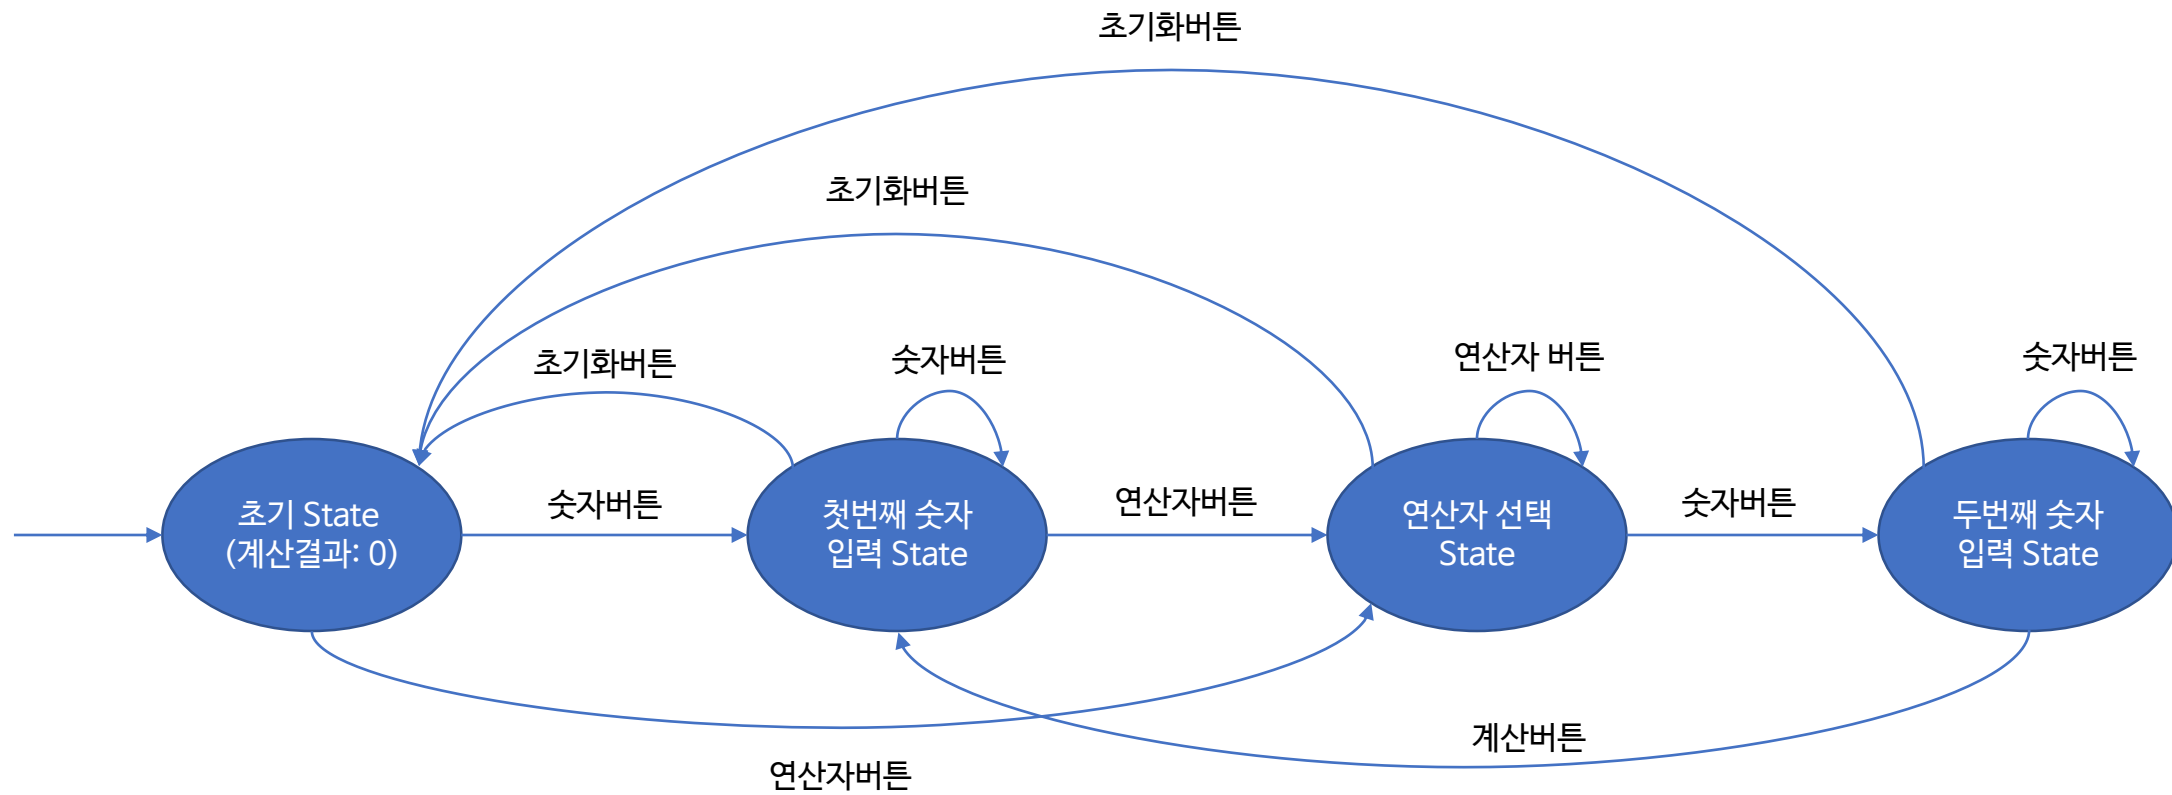 초기화버튼
초기화버튼
초기화버튼
숫자버튼
연산자 버튼
숫자버튼
초기 State
(계산결과: 0)
숫자버튼
첫번째 숫자
입력 State
연산자버튼
연산자 선택
State
숫자버튼
두번째 숫자
입력 State
계산버튼
연산자버튼